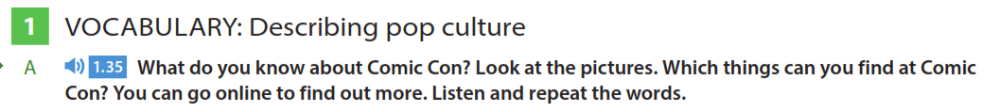 1 VOCABULARY: Describing pop culture
A 1.35 What do you know about Comic Con? Look at the pictures. Which things can you find at Comic
Con? You can go online to find out more. Listen and repeat the words.